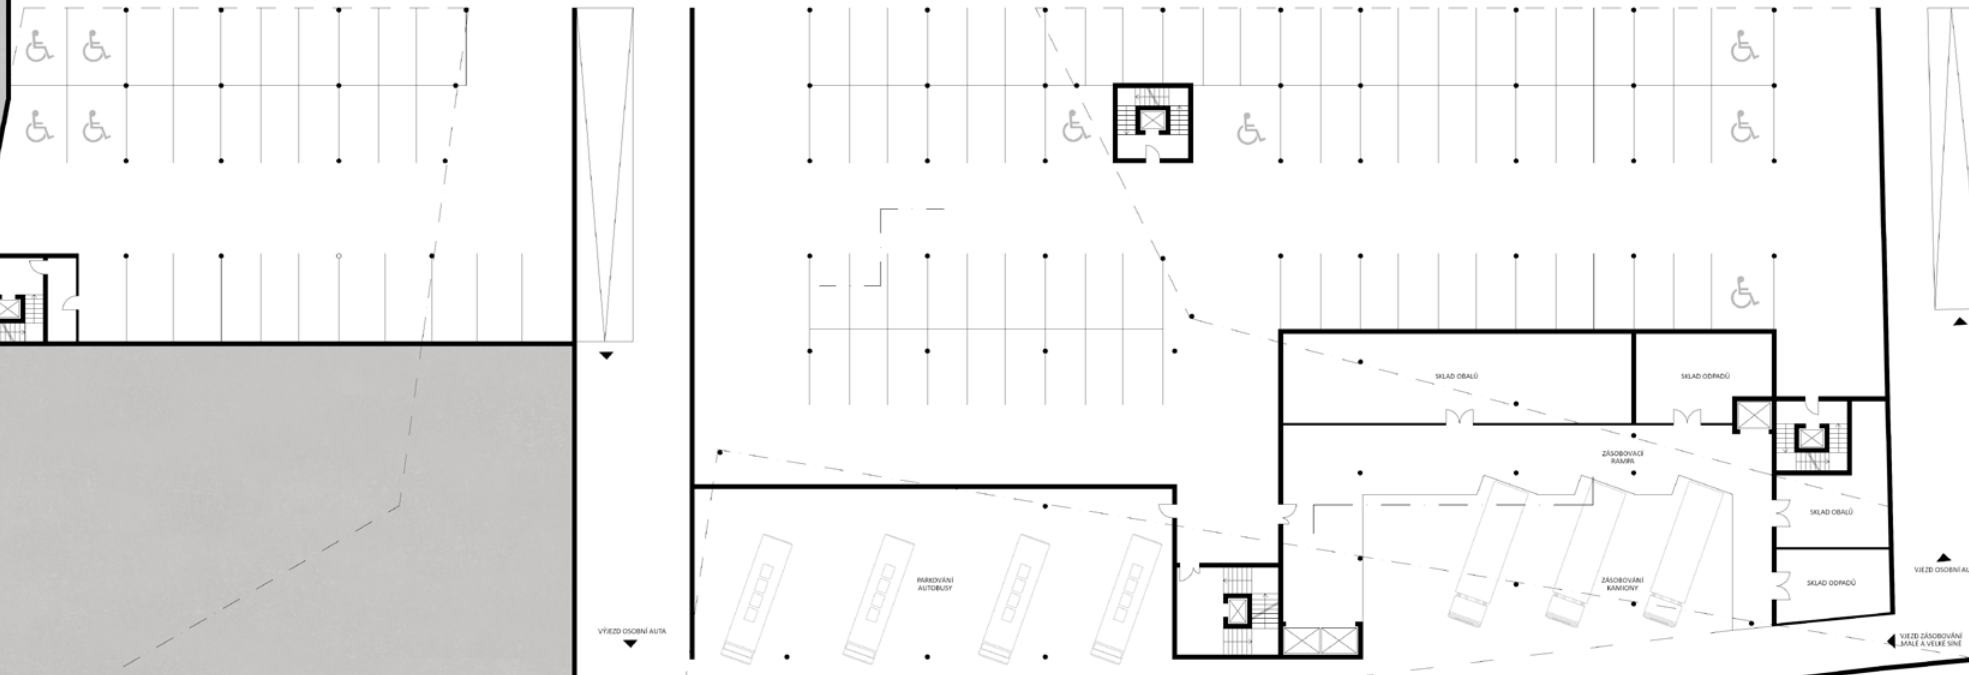 SKLAD OBALŮ
SKLAD ODPADŮ
ZÁSOBOVACÍ
RAMPA
SKLAD OBALŮ
PARKOVÁNÍ
AUTOBUSY
ZÁSOBOVÁNÍ
KAMIONY
SKLAD ODPADŮ
VJEZD OSOBNÍ AU
VÝJEZD OSOBNÍ AUTA
VJEZD ZÁSOBOVÁNÍ
MALÉ A VELKÉ SÍNĚ